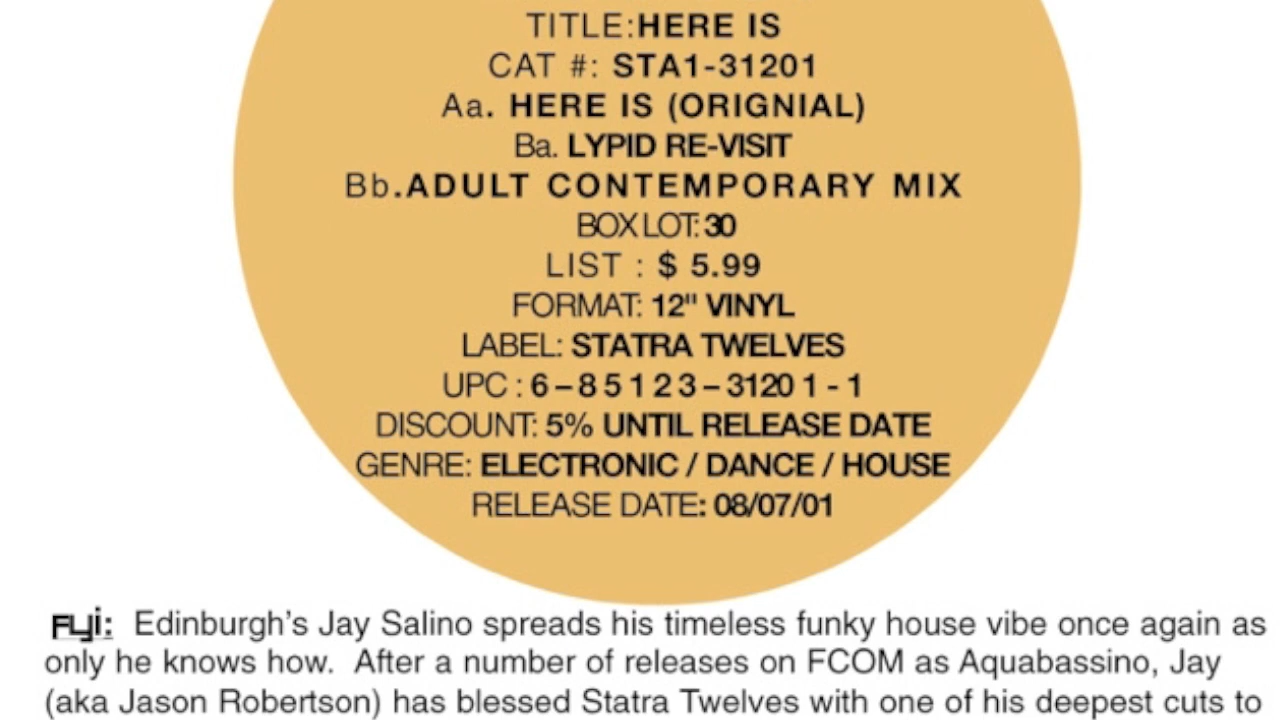 TITLE:HERE IS
CAT #: STA1-31201
Aa. HERE IS (ORIGNIAL)
Ba. LYPID RE-VISIT
Bb.ADULT CONTEMPORARY MIX
BOX LOT: 30
LIST : $ 5.99
FORMAT: 12" VINYL
LABEL: STATRA TWELVES
UPC : 6 – 8 5 1 2 3 – 3120 1 - 1
DISCOUNT: 5% UNTIL RELEASE DATE
GENRE: ELECTRONIC / DANCE / HOUSE
RELEASE DATE: 08/07/01
Fyi: Edinburgh’s Jay Salino spreads his timeless funky house vibe once again as
only he knows how. After a number of releases on FCOM as Aquabassino, Jay
(aka Jason Robertson) has blessed Statra Twelves with one of his deepest cuts to